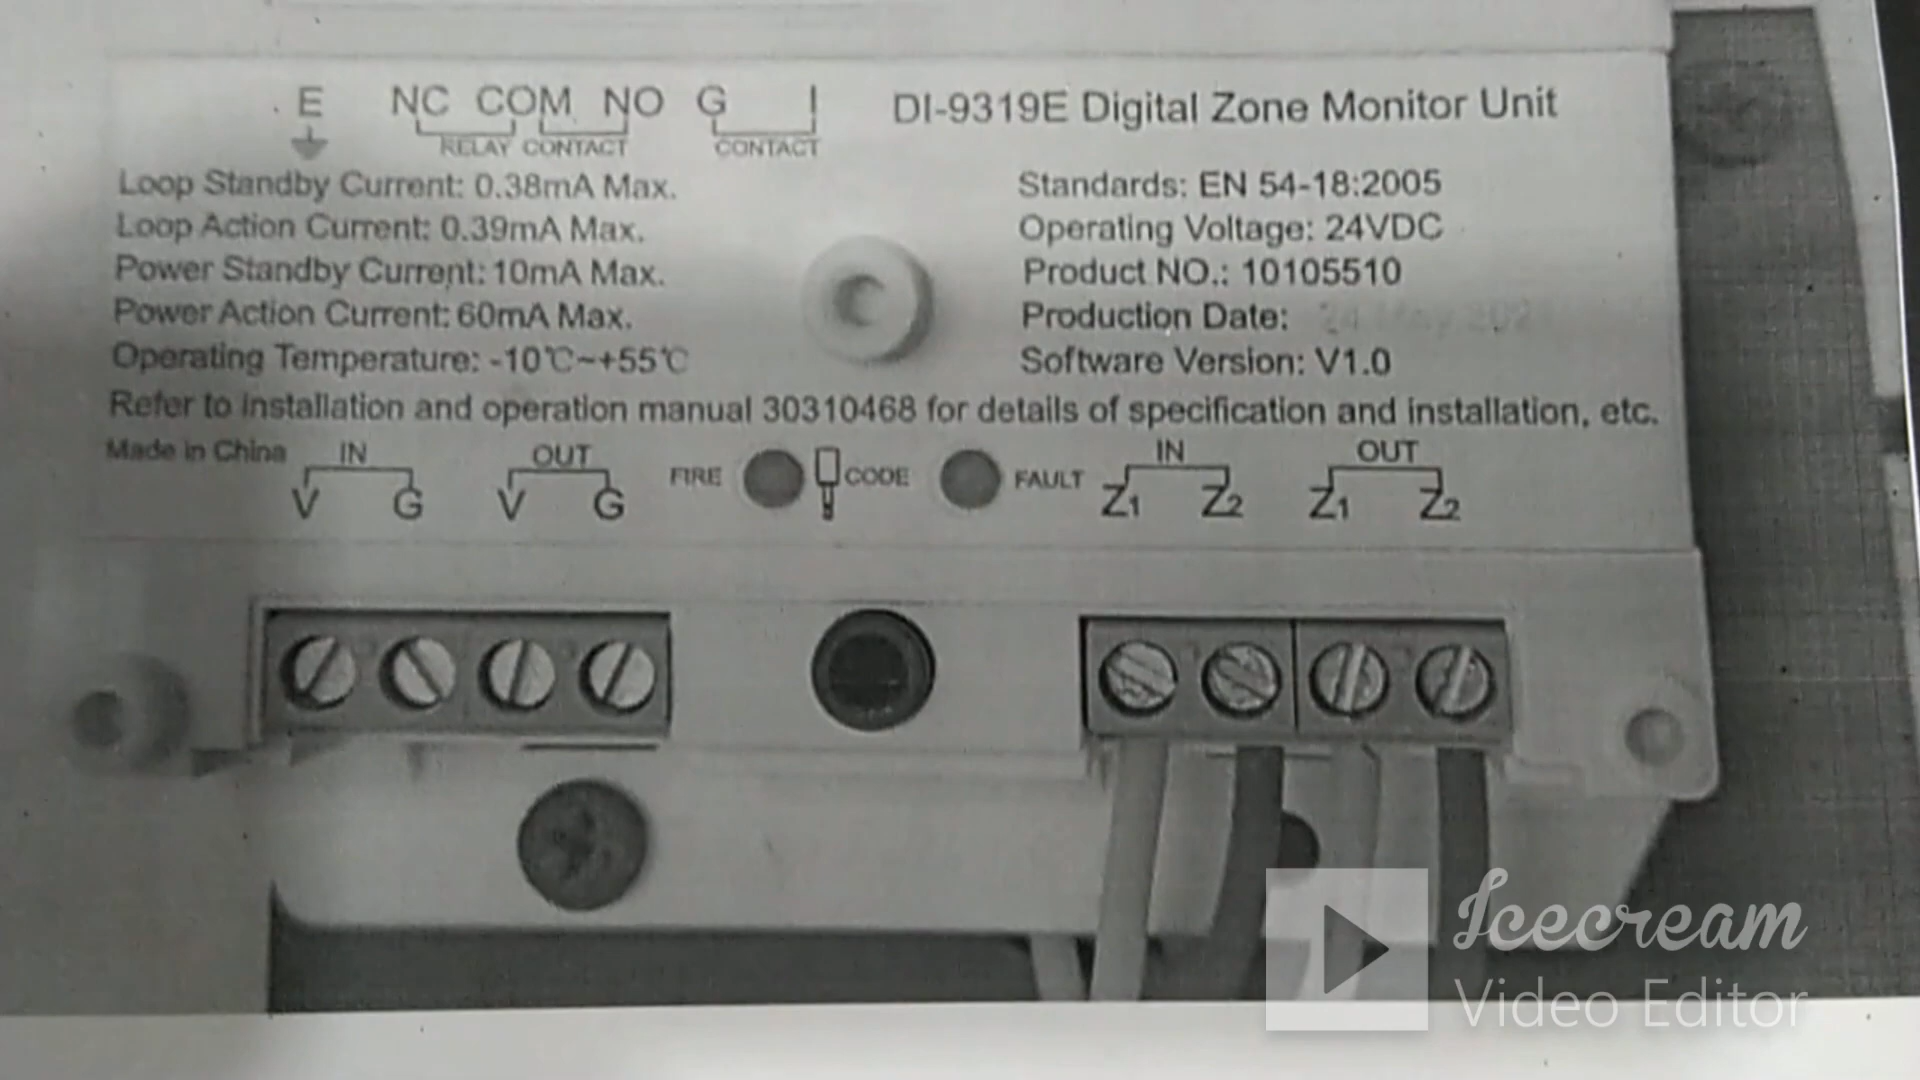 E NC COM NO G I DI-9319E Digital Zone Monitor Unit
RELAY CONTACT CONTACT
Loop Standby Current: 0.38mA Max. Standards: EN 54-18:2005
Loop Action Current: 0.39mA Max. Operating Voltage: 24VDC
Power Standby Current: 10mA Max. Product NO.: 10105510
Power Action Current: 60mA Max. Production Date: 24 May
Operating Temperature: -10℃~+55℃ Software Version: V1.0
Refer to installation and operation manual 30310468 for details of specification and installation, etc.
Made in China IN OUT FIRE CODE FAULT IN OUT
V G V G Z1 Z2 Z1 Z2
Icecream
Video Editor